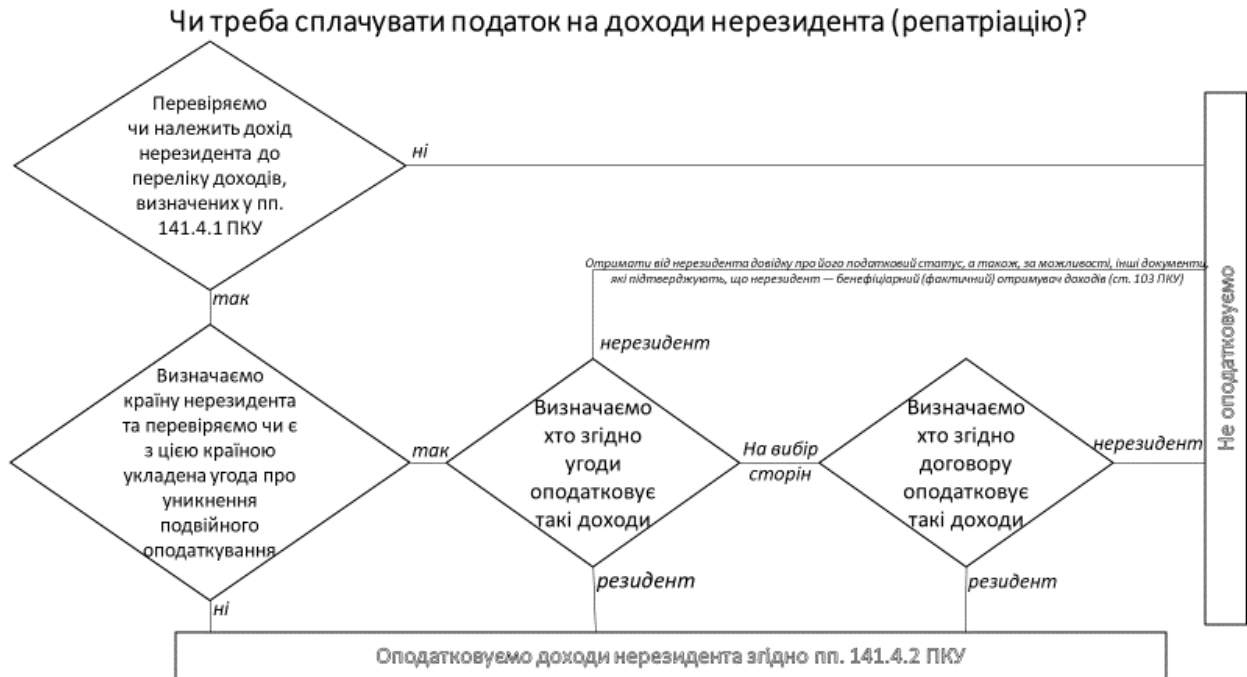 Чи треба сплачувати податок на доходи нерезидента (репатріацію)?
Перевіряємо
чи належить дохід
нерезидента до
переліку доходів,
визначених у пп.
141.4.1 ПКУ
ні
так
Отримати від нерезидента довідку про його податковий статус, а також, за можливості, інші документи,
які підтверджують, що нерезидент — бенефіціарний (фактичний) отримувач доходів (ст. 103 ПКУ)
нерезидент
Визначаємо
країну нерезидента
та перевіряємо чи є
з цією країною
укладена угода про
уникнення
подвійного
оподаткування
так
Визначаємо
хто згідно
угоди
оподатковує
такі доходи
На вибір
сторін
Визначаємо
хто згідно
договору
оподатковує
такі доходи
нерезидент
Не оподатковуємо
ні
резидент
резидент
Оподатковуємо доходи нерезидента згідно пп. 141.4.2 ПКУ